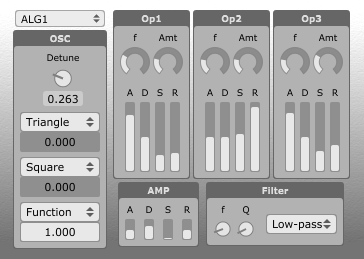 ALG1
OSC
Detune
0.263
Triangle
0.000
Square
0.000
Function
1.000
Op1
f Amt
A D S R
Op2
f Amt
A D S R
Op3
f Amt
A D S R
AMP
A D S R
Filter
f Q
Low-pass